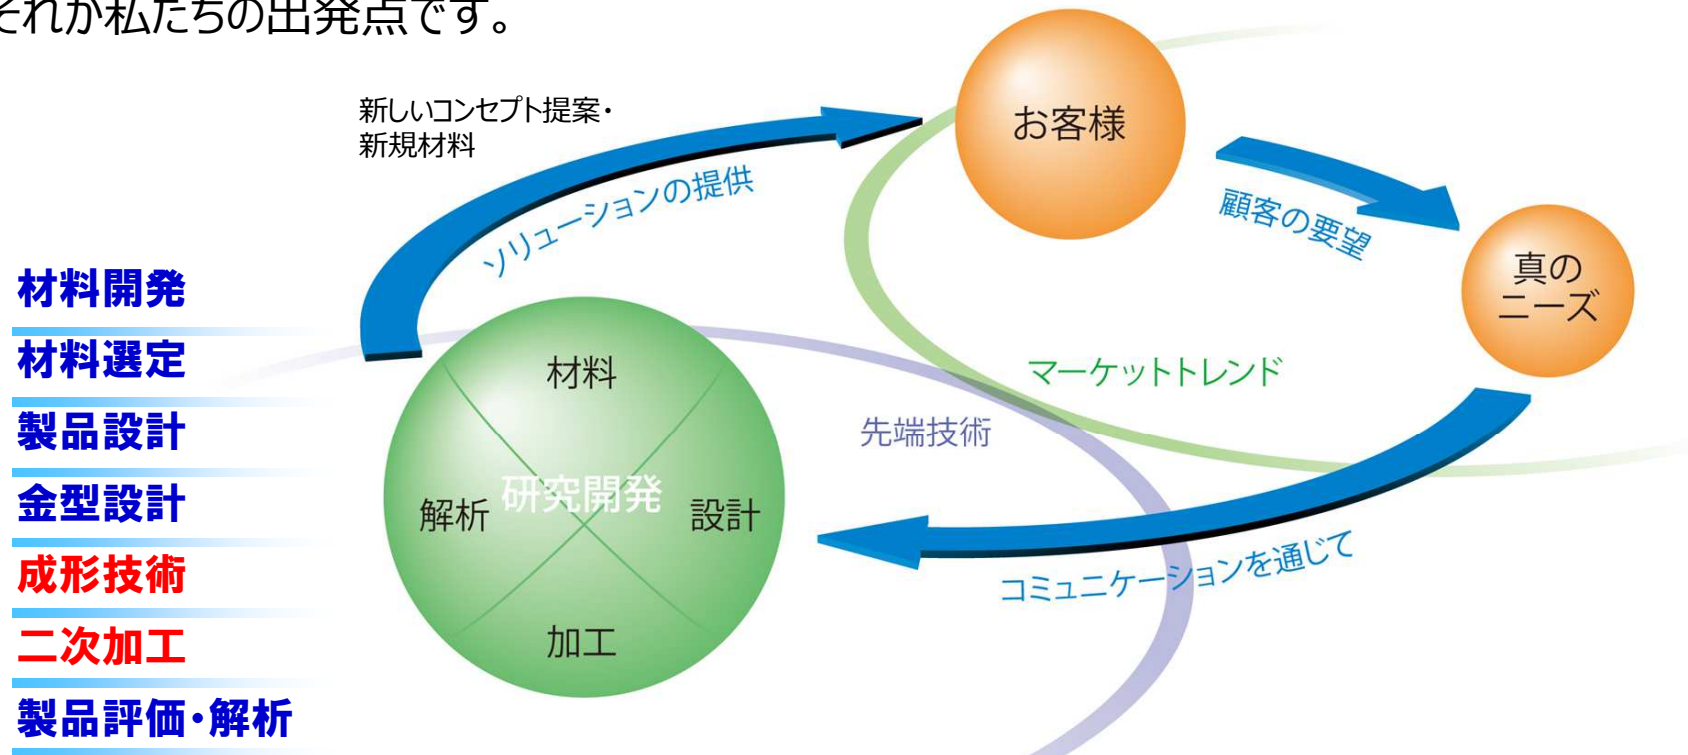 それが私たちの出発点です。
新しいコンセプト提案・
新規材料
ソリューションの提供
お客様
顧客の要望
真の
ニーズ
マーケットトレンド
先端技術
コミュニケーションを通じて
材料
解析
研究開発
設計
加工
材料開発
材料選定
製品設計
金型設計
成形技術
二次加工
製品評価・解析